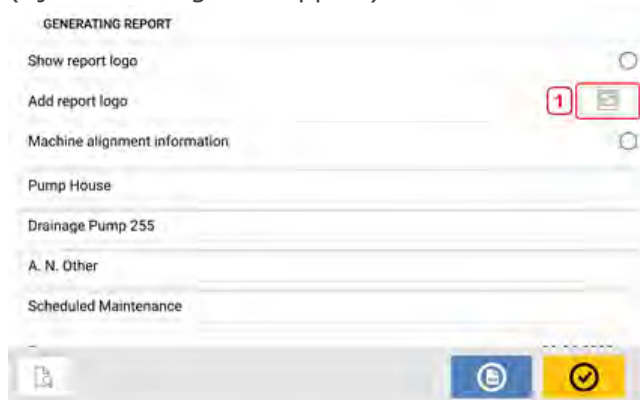 GENERATING REPORT
Show report logo
Add report logo
1
Machine alignment information
Pump House
Drainage Pump 255
A. N. Other
Scheduled Maintenance